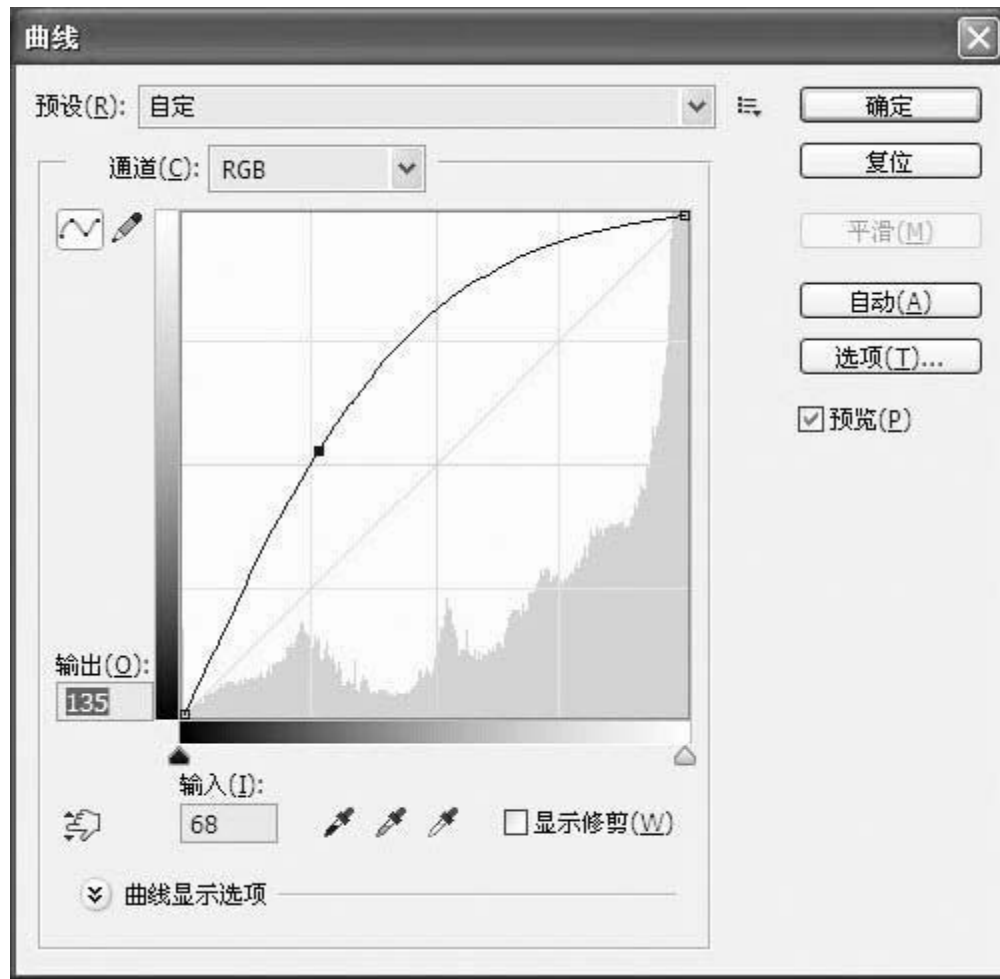 曲线
预设(R): 自定
确定
通道(C): RGB
复位
平滑(M)
自动(A)
选项(T)...
预览(P)
输出(O):
135
输入(I):
68
显示修剪(W)
曲线显示选项